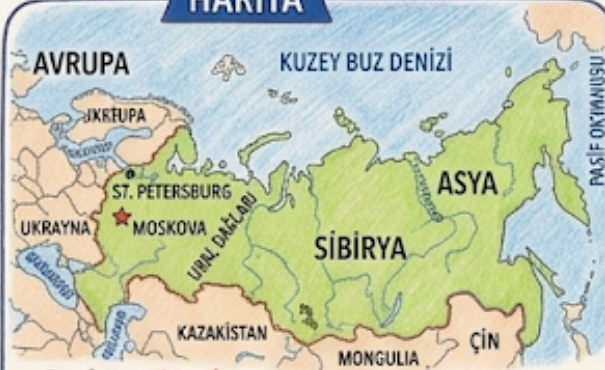 HARİTA
AVRUPA
KUZEY BUZ DENİZİ
PASİF OKTANUSU
ASYA
ST. PETERSBURG
MOSKOVA
UKRAYNA
URAL DAĞLARI
SİBİRYA
KAZAKİSTAN
MONGULIA
ÇİN